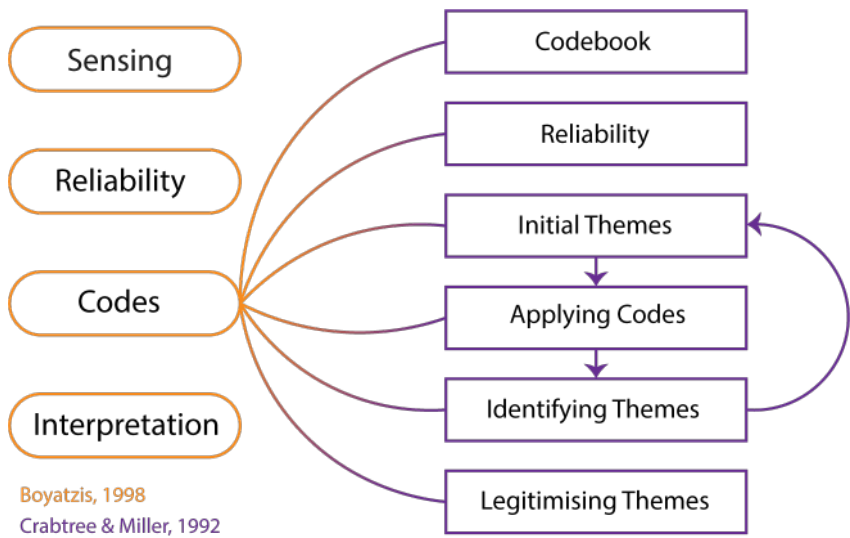 Sensing
Reliability
Codes
Interpretation
Boyatzis, 1998
Crabtree & Miller, 1992
Codebook
Reliability
Initial Themes
Applying Codes
Identifying Themes
Legitimising Themes